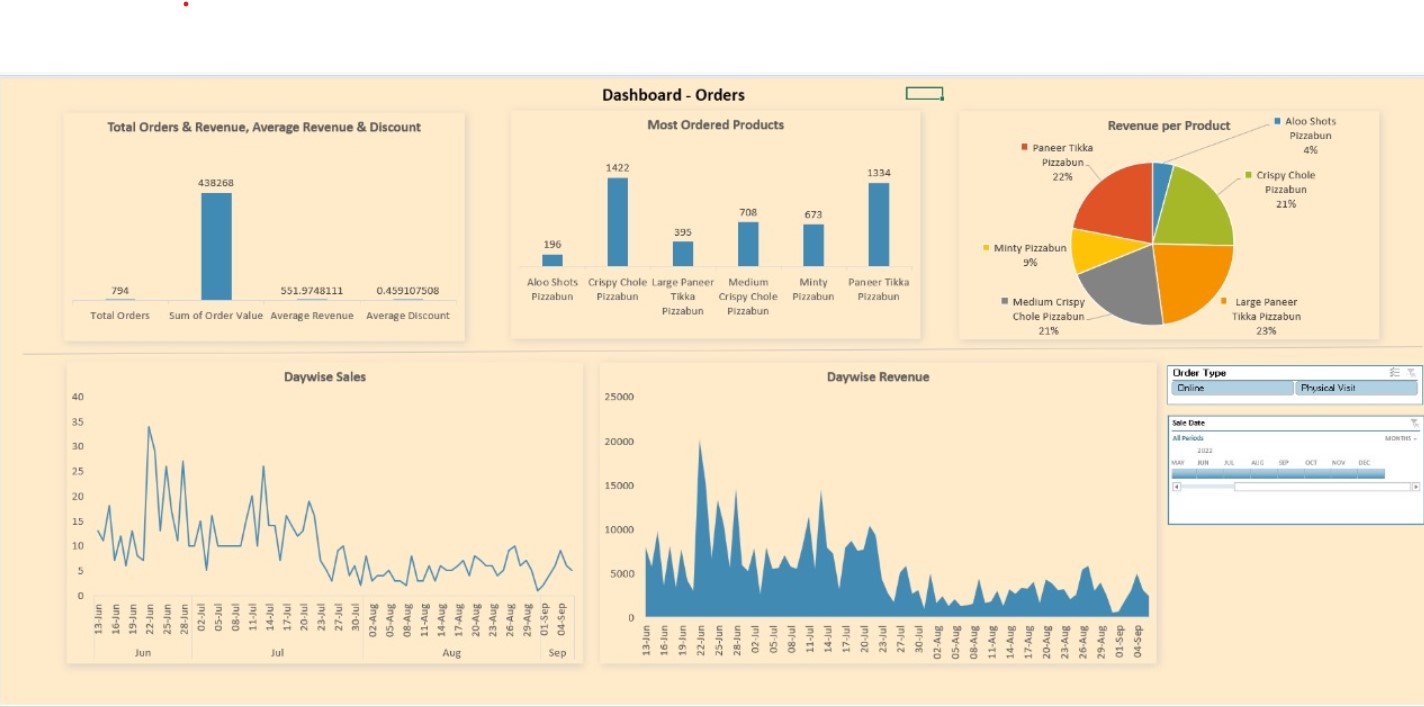 Dashboard - Orders
Total Orders & Revenue, Average Revenue & Discount
438268
794
551.9748111
0.459107508
Total Orders
Sum of Order Value
Average Revenue
Average Discount
Most Ordered Products
1422
1334
708
673
395
196
Aloo Shots
Pizzabun
Crispy Chole
Pizzabun
Large Paneer
Tikka
Pizzabun
Medium
Crispy Chole
Pizzabun
Minty
Pizzabun
Paneer Tikka
Pizzabun
Revenue per Product
Aloo Shots
Pizzabun
4%
Crispy Chole
Pizzabun
21%
Large Paneer
Tikka Pizzabun
23%
Medium Crispy
Chole Pizzabun
21%
Minty Pizzabun
9%
Paneer Tikka
Pizzabun
22%
Daywise Sales
40
35
30
25
20
15
10
5
0
13-Jun
16-Jun
19-Jun
22-Jun
25-Jun
28-Jun
02-Jul
05-Jul
08-Jul
11-Jul
14-Jul
17-Jul
20-Jul
23-Jul
27-Jul
30-Jul
02-Aug
05-Aug
08-Aug
11-Aug
14-Aug
17-Aug
20-Aug
23-Aug
26-Aug
29-Aug
01-Sep
04-Sep
Jun
Jul
Aug
Sep
Daywise Revenue
25000
20000
15000
10000
5000
0
13-Jun
16-Jun
19-Jun
22-Jun
25-Jun
28-Jun
02-Jul
05-Jul
08-Jul
11-Jul
14-Jul
17-Jul
20-Jul
23-Jul
27-Jul
30-Jul
02-Aug
05-Aug
08-Aug
11-Aug
14-Aug
17-Aug
20-Aug
23-Aug
26-Aug
29-Aug
01-Sep
04-Sep
Order Type
Online
Physical Visit
Sale Date
All Periods
MONTHS
2022
MAY
JUN
JUL
AUG
SEP
OCT
NOV
DEC